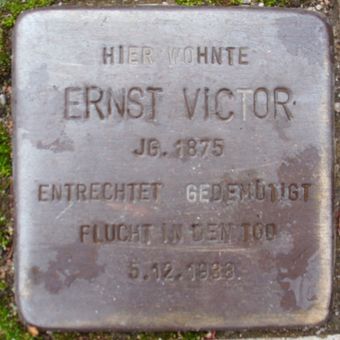 HIER WOHNTE
ERNST VICTOR
JG. 1875
ENTRECHTET GEDEMÜTIGT
FLUCHT IN DEN TOD
5.12.1938